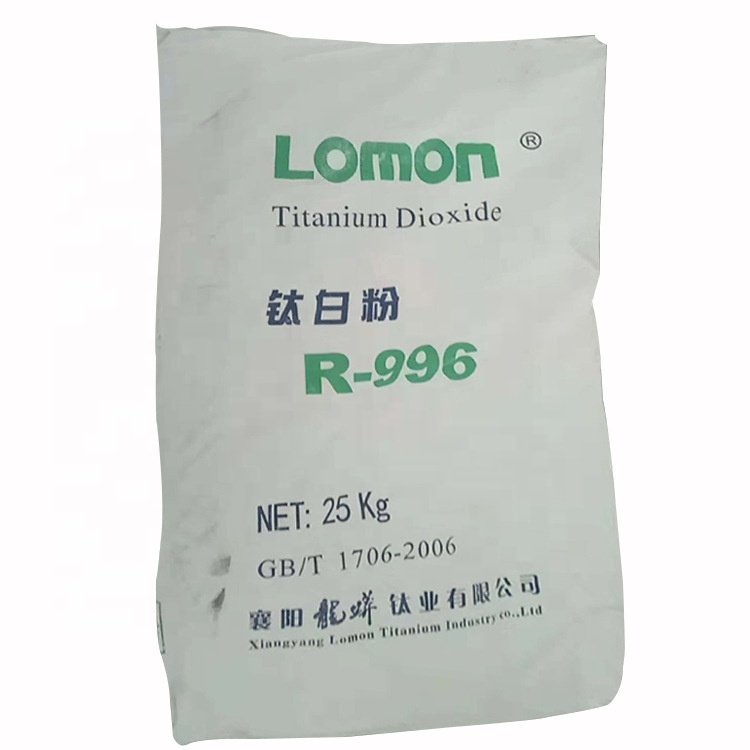 Lomon ®
Titanium Dioxide
钛白粉
R-996
NET: 25 Kg
GB/T 1706-2006
襄阳龍蟒钛业有限公司
Xiangyang Lomon Titanium Industry co.,Ltd